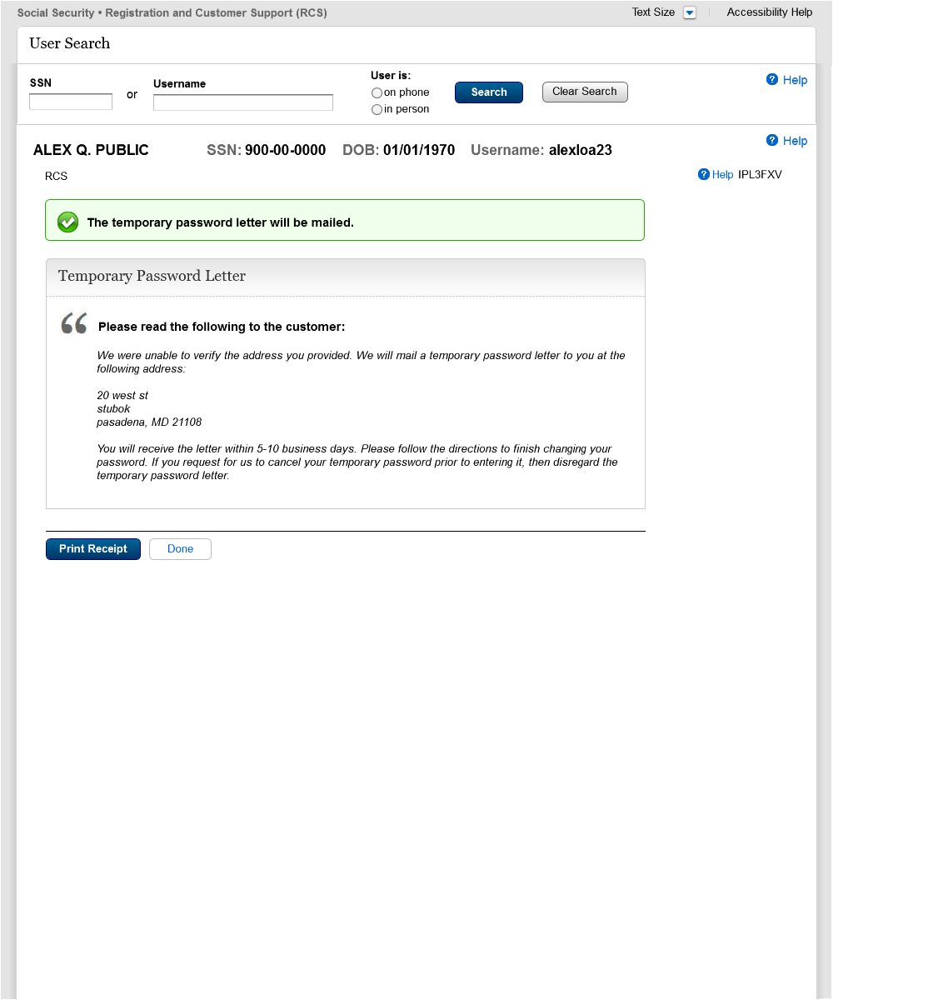 Social Security • Registration and Customer Support (RCS)
Text Size
Accessibility Help
User Search
SSN
or
Username
User is:
on phone
in person
Search
Clear Search
Help
ALEX Q. PUBLIC SSN: 900-00-0000 DOB: 01/01/1970 Username: alexloa23
Help
RCS
Help IPL3FXV
The temporary password letter will be mailed.
Temporary Password Letter
Please read the following to the customer:
We were unable to verify the address you provided. We will mail a temporary password letter to you at the
following address:
20 west st
stubok
pasadena, MD 21108
You will receive the letter within 5-10 business days. Please follow the directions to finish changing your
password. If you request for us to cancel your temporary password prior to entering it, then disregard the
temporary password letter.
Print Receipt
Done